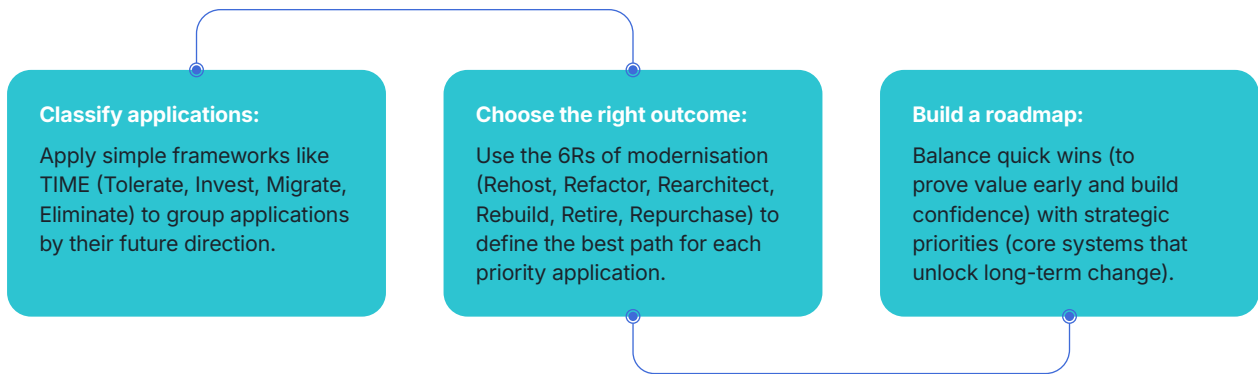 Classify applications:
Apply simple frameworks like
TIME (Tolerate, Invest, Migrate,
Eliminate) to group applications
by their future direction.
Choose the right outcome:
Use the 6Rs of modernisation
(Rehost, Refactor, Rearchitect,
Rebuild, Retire, Repurchase) to
define the best path for each
priority application.
Build a roadmap:
Balance quick wins (to
prove value early and build
confidence) with strategic
priorities (core systems that
unlock long-term change).